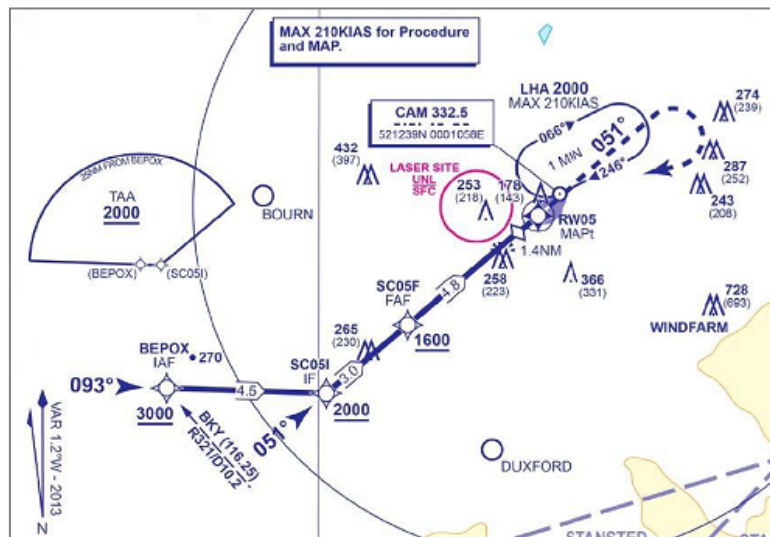 MAX 210KIAS for Procedure
and MAP.
LHA 2000
MAX 210KIAS
CAM 332.5
521239N 0001058E
066°
051°
1 MIN
246°
274
(239)
287
(252)
243
(208)
432
(397)
LASER SITE
UNL
SFC
253
(218)
178
(143)
RW05
MAPt
1.4NM
25NM FROM BEPOX
TAA
2000
(BEPOX)
(SC05I)
BOURN
258
(223)
366
(331)
728
(693)
WINDFARM
SC05F
FAF
4.8
1600
265
(230)
BEPOX
IAF
270
SC05I
IF
3.0
093°
4.5
3000
2000
051°
BKY (116.25)
R321/D10.2
VAR 1.2°W - 2013
N
DUXFORD
STANSTED